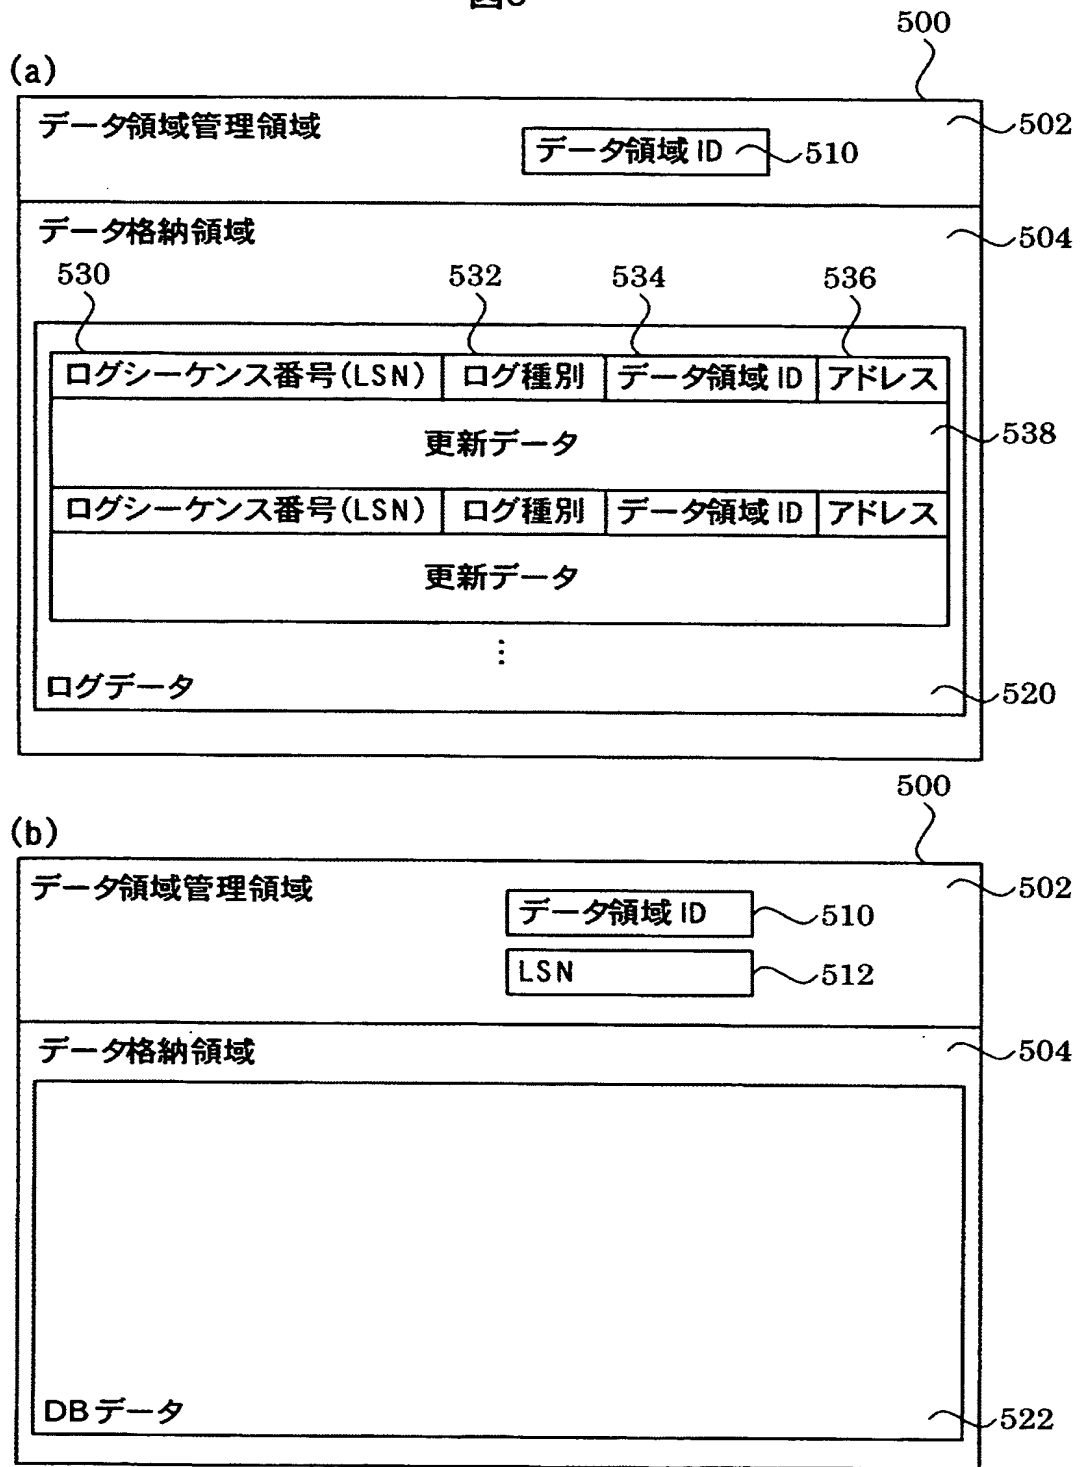 500
(a)
データ領域管理領域 502
データ領域 ID 510
データ格納領域 504
530 532 534 536
ログシーケンス番号(LSN) ログ種別 データ領域 ID アドレス
更新データ 538
ログシーケンス番号(LSN) ログ種別 データ領域 ID アドレス
更新データ
⋮
ログデータ 520
500
(b)
データ領域管理領域 502
データ領域 ID 510
LSN 512
データ格納領域 504
DBデータ 522